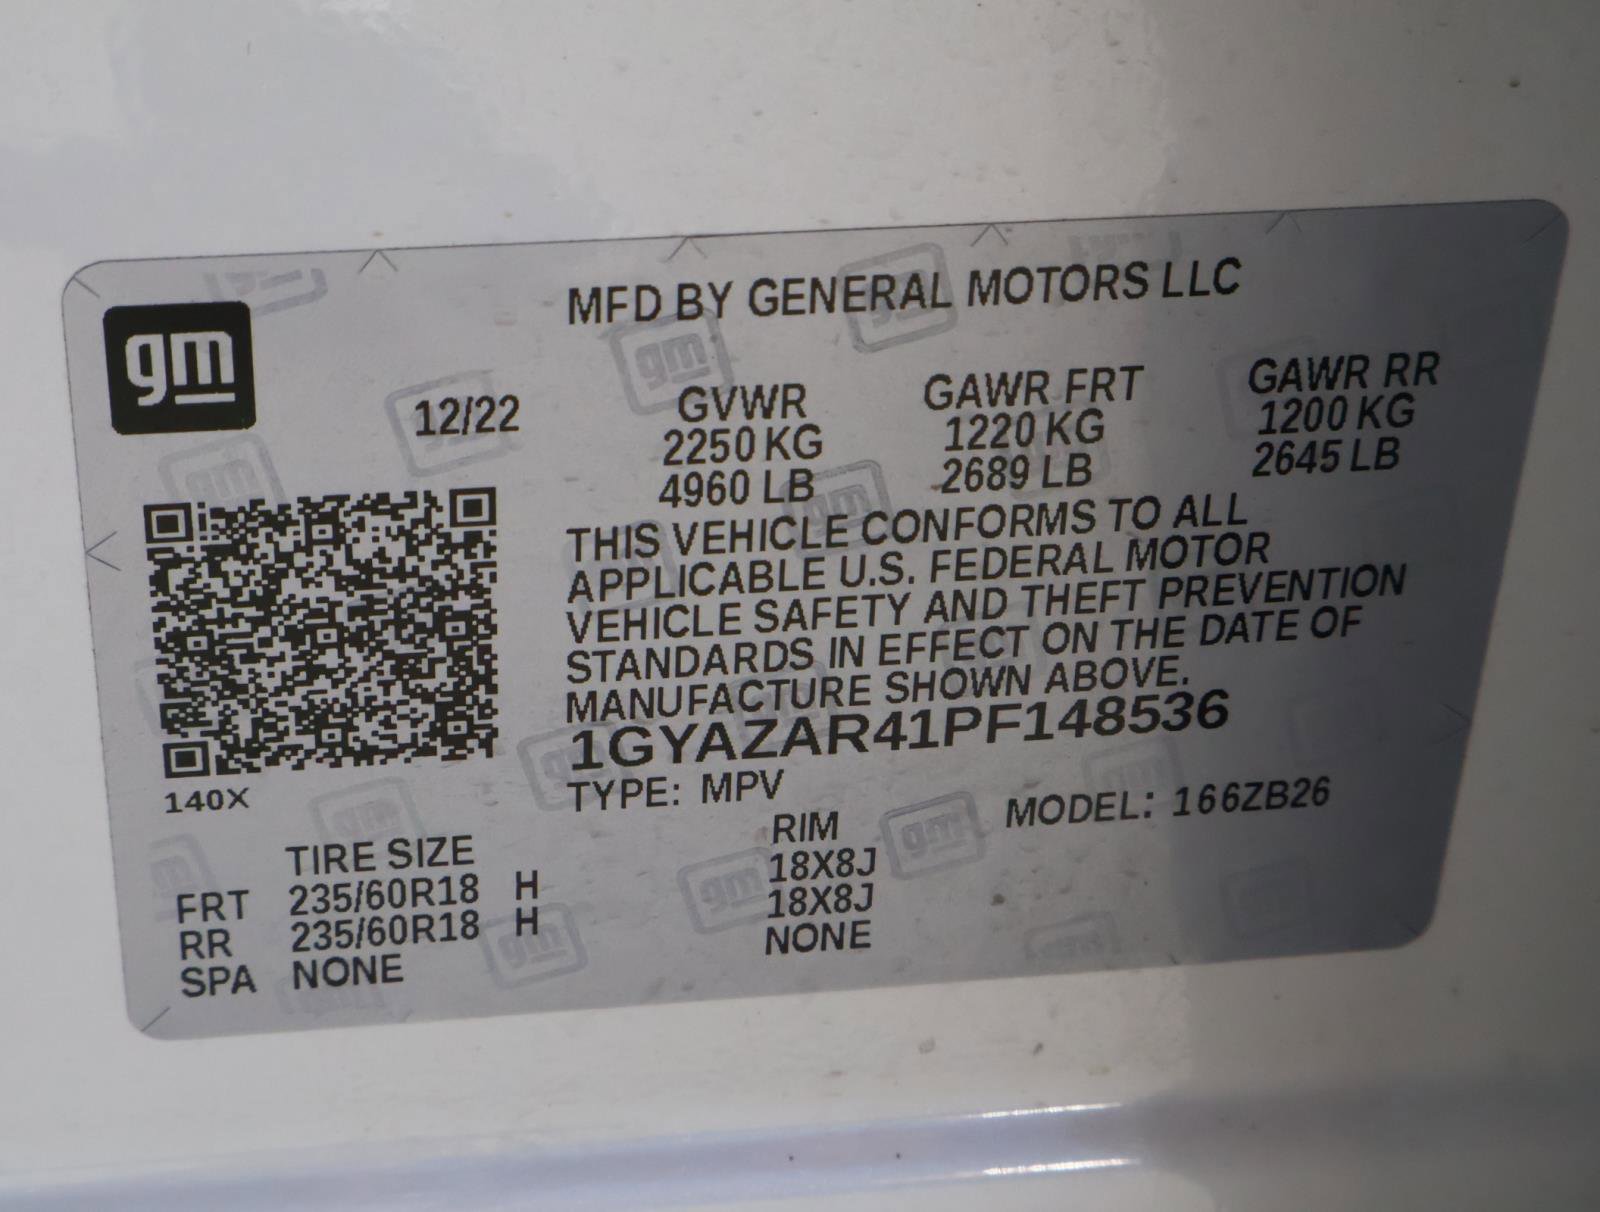 MFD BY GENERAL MOTORS LLC
gm
12/22
GVWR GAWR FRT GAWR RR
2250 KG 1220 KG 1200 KG
4960 LB 2689 LB 2645 LB
THIS VEHICLE CONFORMS TO ALL
APPLICABLE U.S. FEDERAL MOTOR
VEHICLE SAFETY AND THEFT PREVENTION
STANDARDS IN EFFECT ON THE DATE OF
MANUFACTURE SHOWN ABOVE.
1GYAZAR41PF148536
140X
TYPE: MPV MODEL: 166ZB26
TIRE SIZE RIM
FRT 235/60R18 H 18X8J
RR 235/60R18 H 18X8J
SPA NONE NONE